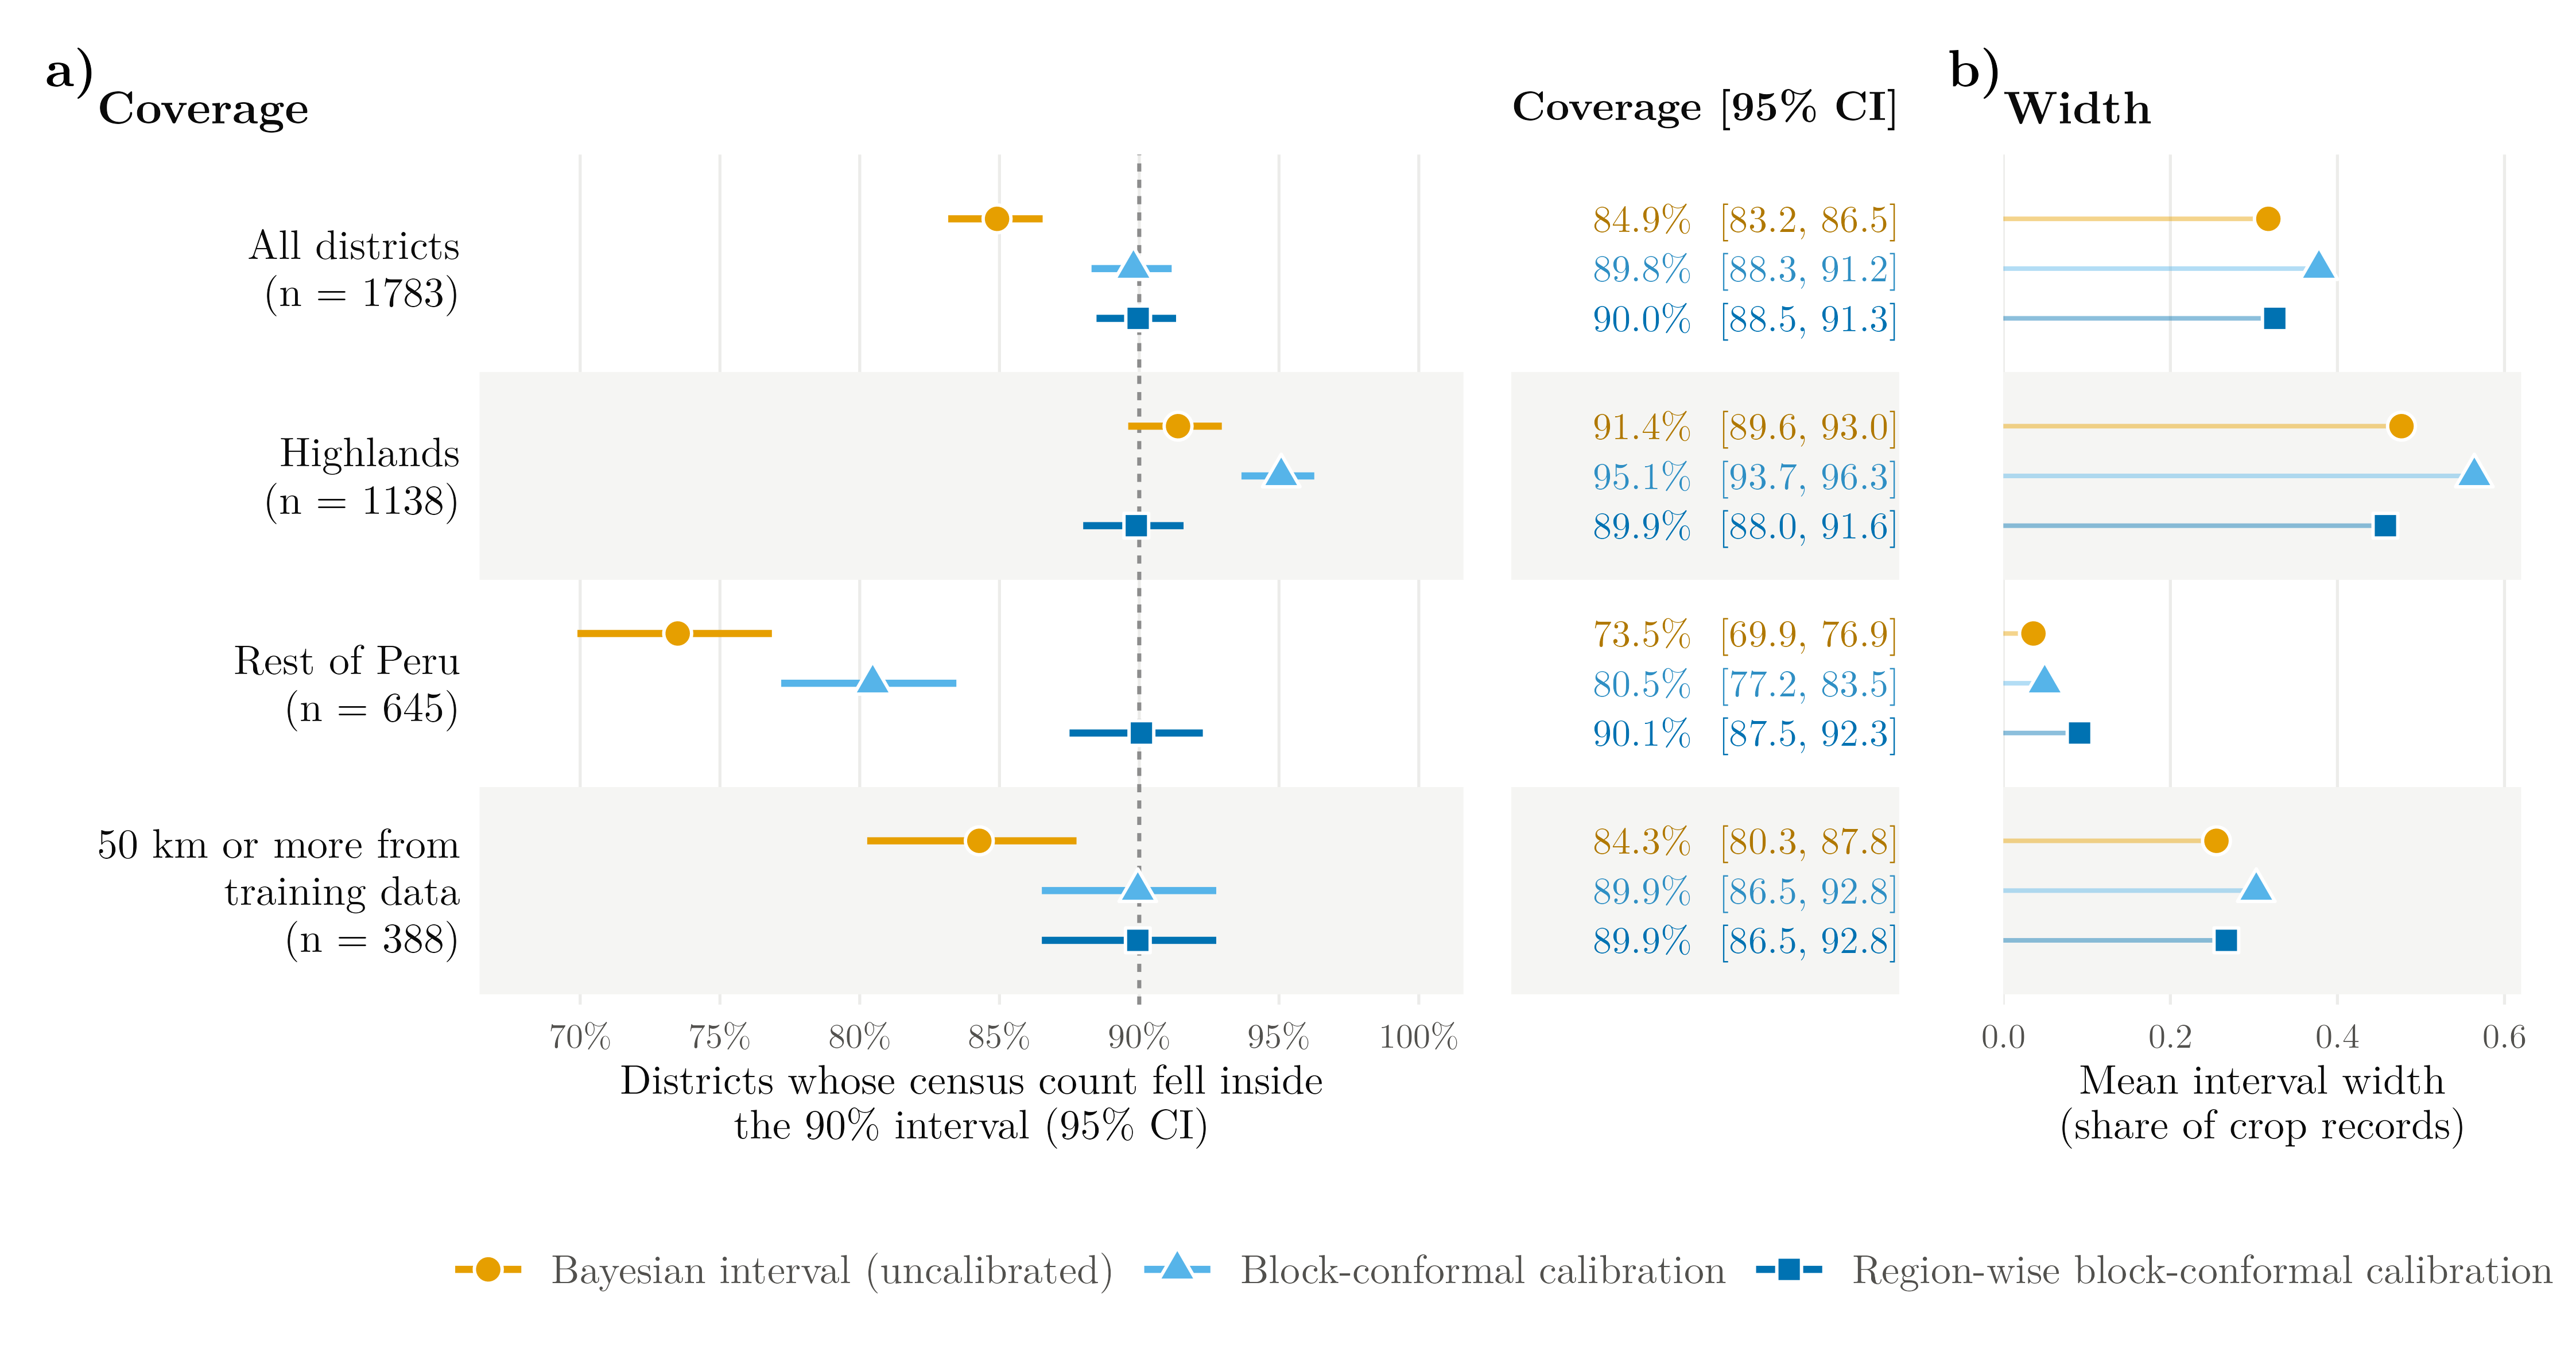 a)
Coverage
Coverage [95% CI]
b)
Width
All districts
(n = 1783)
84.9% [83.2, 86.5]
89.8% [88.3, 91.2]
90.0% [88.5, 91.3]
Highlands
(n = 1138)
91.4% [89.6, 93.0]
95.1% [93.7, 96.3]
89.9% [88.0, 91.6]
Rest of Peru
(n = 645)
73.5% [69.9, 76.9]
80.5% [77.2, 83.5]
90.1% [87.5, 92.3]
50 km or more from
training data
(n = 388)
84.3% [80.3, 87.8]
89.9% [86.5, 92.8]
89.9% [86.5, 92.8]
70% 75% 80% 85% 90% 95% 100%
Districts whose census count fell inside
the 90% interval (95% CI)
0.0 0.2 0.4 0.6
Mean interval width
(share of crop records)
Bayesian interval (uncalibrated) Block-conformal calibration Region-wise block-conformal calibration